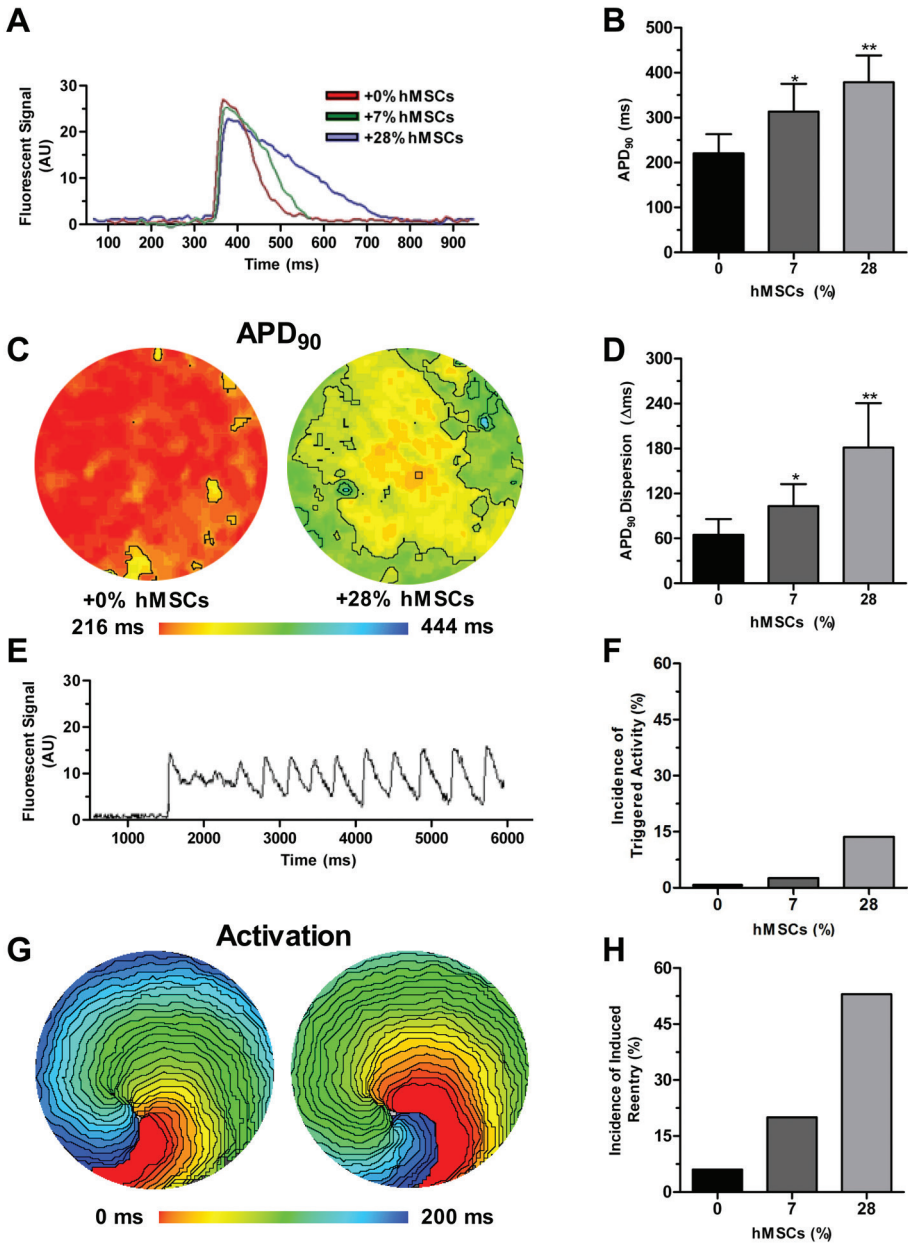 A
Fluorescent Signal
(AU)
30
20
10
0
+0% hMSCs
+7% hMSCs
+28% hMSCs
100 200 300 400 500 600 700 800 900
Time (ms)
B
APD90 (ms)
500
400
300
200
100
0
*
**
0 7 28
hMSCs (%)
C
APD90
+0% hMSCs
+28% hMSCs
216 ms
444 ms
D
APD90 Dispersion (Δms)
300
240
180
120
60
0
*
**
0 7 28
hMSCs (%)
E
Fluorescent Signal
(AU)
30
20
10
0
1000 2000 3000 4000 5000 6000
Time (ms)
F
Incidence of
Triggered Activity (%)
60
45
30
15
0
0 7 28
hMSCs (%)
G
Activation
0 ms
200 ms
H
Incidence of Induced
Reentry (%)
60
45
30
15
0
0 7 28
hMSCs (%)